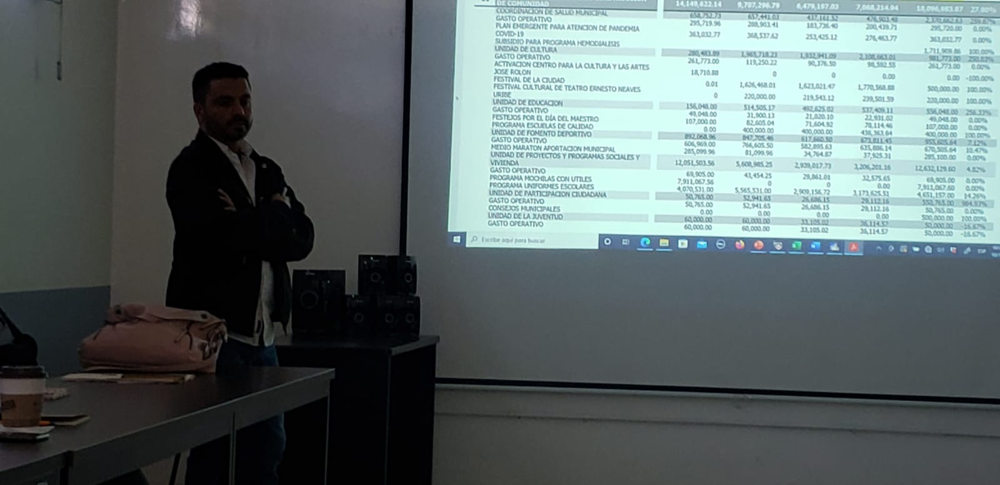 DE COMUNIDAD 14,149,622.14 9,707,296.79 6,479,197.03 7,068,214.94 18,096,983.87 27.90%
COORDINACION DE SALUD MUNICIPAL 658,752.73 657,441.03 437,161.52 476,903.48 2,370,662.63 259.87%
GASTO OPERATIVO 295,719.96 288,903.41 183,736.40 200,439.71 295,720.00 0.00%
PLAN EMERGENTE PARA ATENCION DE PANDEMIA
COVID-19 363,032.77 368,537.62 253,425.12 276,463.77 363,032.77 0.00%
SUBSIDIO PARA PROGRAMA HEMODIALISIS 1,711,909.86 100.00%
UNIDAD DE CULTURA 280,483.89 1,965,718.23 1,932,941.09 2,108,663.01 981,773.00
GASTO OPERATIVO 261,773.00 119,250.22 90,376.50 98,592.55 261,773.00 0.00%
ACTIVACION CENTRO PARA LA CULTURA Y LAS ARTES
JOSE ROLON 18,710.88 0 0 0.00 0.00 -100.00%
FESTIVAL DE LA CIUDAD 0.01 1,626,468.01 1,623,021.47 1,770,568.88 500,000.00 100.00%
FESTIVAL CULTURAL DE TEATRO ERNESTO NEAVES
URIBE 0 220,000.00 219,543.12 239,501.59 220,000.00 100.00%
UNIDAD DE EDUCACION 156,048.00 514,505.17 492,625.02 537,409.11 556,048.00 256.33%
GASTO OPERATIVO 49,048.00 31,900.13 21,020.10 22,931.02 49,048.00 0.00%
FESTEJOS POR EL DÍA DEL MAESTRO 107,000.00 82,605.04 71,604.92 78,114.46 107,000.00 0.00%
PROGRAMA ESCUELAS DE CALIDAD 0.00 400,000.00 400,000.00 436,363.64 400,000.00 100.00%
UNIDAD DE FOMENTO DEPORTIVO 892,068.96 847,705.46 617,660.50 673,811.45 955,605.64 7.12%
GASTO OPERATIVO 606,969.00 766,605.50 582,895.63 635,886.14 670,505.64 10.47%
MEDIO MARATON APORTACION MUNICIPAL 285,099.96 81,099.96 34,764.87 37,925.31 285,100.00 0.00%
UNIDAD DE PROYECTOS Y PROGRAMAS SOCIALES Y
VIVIENDA 12,051,503.56 5,608,985.25 2,939,017.73 3,206,201.16 12,632,129.60 4.82%
GASTO OPERATIVO 69,905.00 43,454.25 29,861.01 32,575.65 69,905.00 0.00%
PROGRAMA MOCHILAS CON UTILES 7,911,067.56 0 0 0.00 7,911,067.60 0.00%
PROGRAMA UNIFORMES ESCOLARES 4,070,531.00 5,565,531.00 2,909,156.72 3,173,625.51 4,651,157.00 14.26%
UNIDAD DE PARTICIPACION CIUDADANA 50,765.00 52,941.65 26,686.15 29,112.16 550,765.00 984.93%
GASTO OPERATIVO 50,765.00 52,941.65 26,686.15 29,112.16 50,765.00 0.00%
CONSEJOS MUNICIPALES 0.00 0.00 0.00 0.00 500,000.00 100.00%
UNIDAD DE LA JUVENTUD 60,000.00 60,000.00 33,105.02 36,114.57 50,000.00 -16.67%
GASTO OPERATIVO 60,000.00 60,000.00 33,105.02 36,114.57 50,000.00 -16.67%
Escribe aquí para buscar
ESP